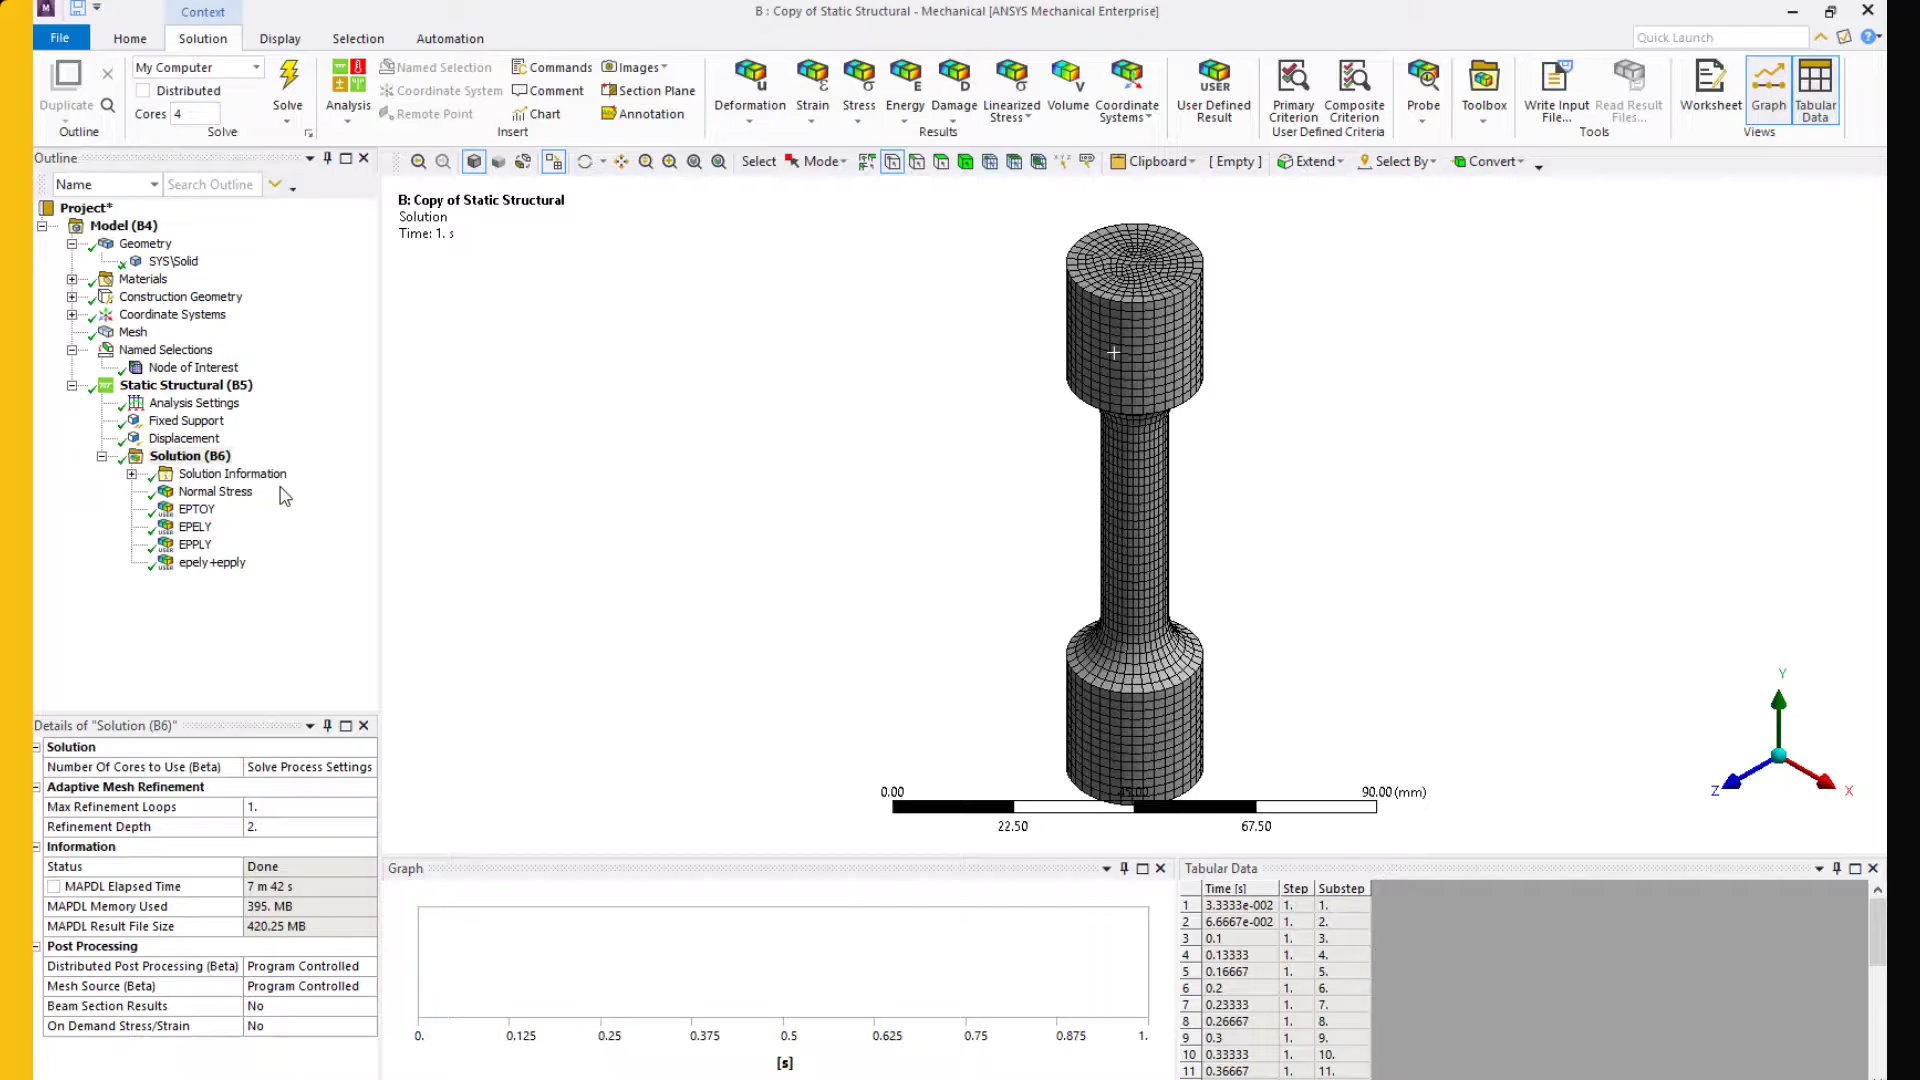 Context
B : Copy of Static Structural - Mechanical [ANSYS Mechanical Enterprise]
File Home Solution Display Selection Automation
Quick Launch
Duplicate
Outline
My Computer
Distributed
Cores 4
Solve
Solve
Analysis
Named Selection
Coordinate System
Remote Point
Commands
Comment
Chart
Images
Section Plane
Annotation
Insert
Deformation Strain Stress Energy Damage Linearized Stress Volume Coordinate Systems
Results
User Defined Result
Primary Criterion Composite Criterion
User Defined Criteria
Probe
Toolbox
Write Input File... Read Result Files...
Tools
Worksheet Graph Tabular Data
Views
Outline
Name Search Outline
Select Mode Clipboard [ Empty ] Extend Select By Convert
Project*
Model (B4)
Geometry
SYS\Solid
Materials
Construction Geometry
Coordinate Systems
Mesh
Named Selections
Node of Interest
Static Structural (B5)
Analysis Settings
Fixed Support
Displacement
Solution (B6)
Solution Information
Normal Stress
EPTOY
EPELY
EPPLY
epely+epply
B: Copy of Static Structural
Solution
Time: 1. s
0.00 45.00 90.00 (mm)
22.50 67.50
Y
Z X
Details of "Solution (B6)"
Solution
Number Of Cores to Use (Beta) Solve Process Settings
Adaptive Mesh Refinement
Max Refinement Loops 1.
Refinement Depth 2.
Information
Status Done
MAPDL Elapsed Time 7 m 42 s
MAPDL Memory Used 395. MB
MAPDL Result File Size 420.25 MB
Post Processing
Distributed Post Processing (Beta) Program Controlled
Mesh Source (Beta) Program Controlled
Beam Section Results No
On Demand Stress/Strain No
Graph
0. 0.125 0.25 0.375 0.5 0.625 0.75 0.875 1.
[s]
Tabular Data
Time [s] Step Substep
1 3.3333e-002 1. 1.
2 6.6667e-002 1. 2.
3 0.1 1. 3.
4 0.13333 1. 4.
5 0.16667 1. 5.
6 0.2 1. 6.
7 0.23333 1. 7.
8 0.26667 1. 8.
9 0.3 1. 9.
10 0.33333 1. 10.
11 0.36667 1. 11.